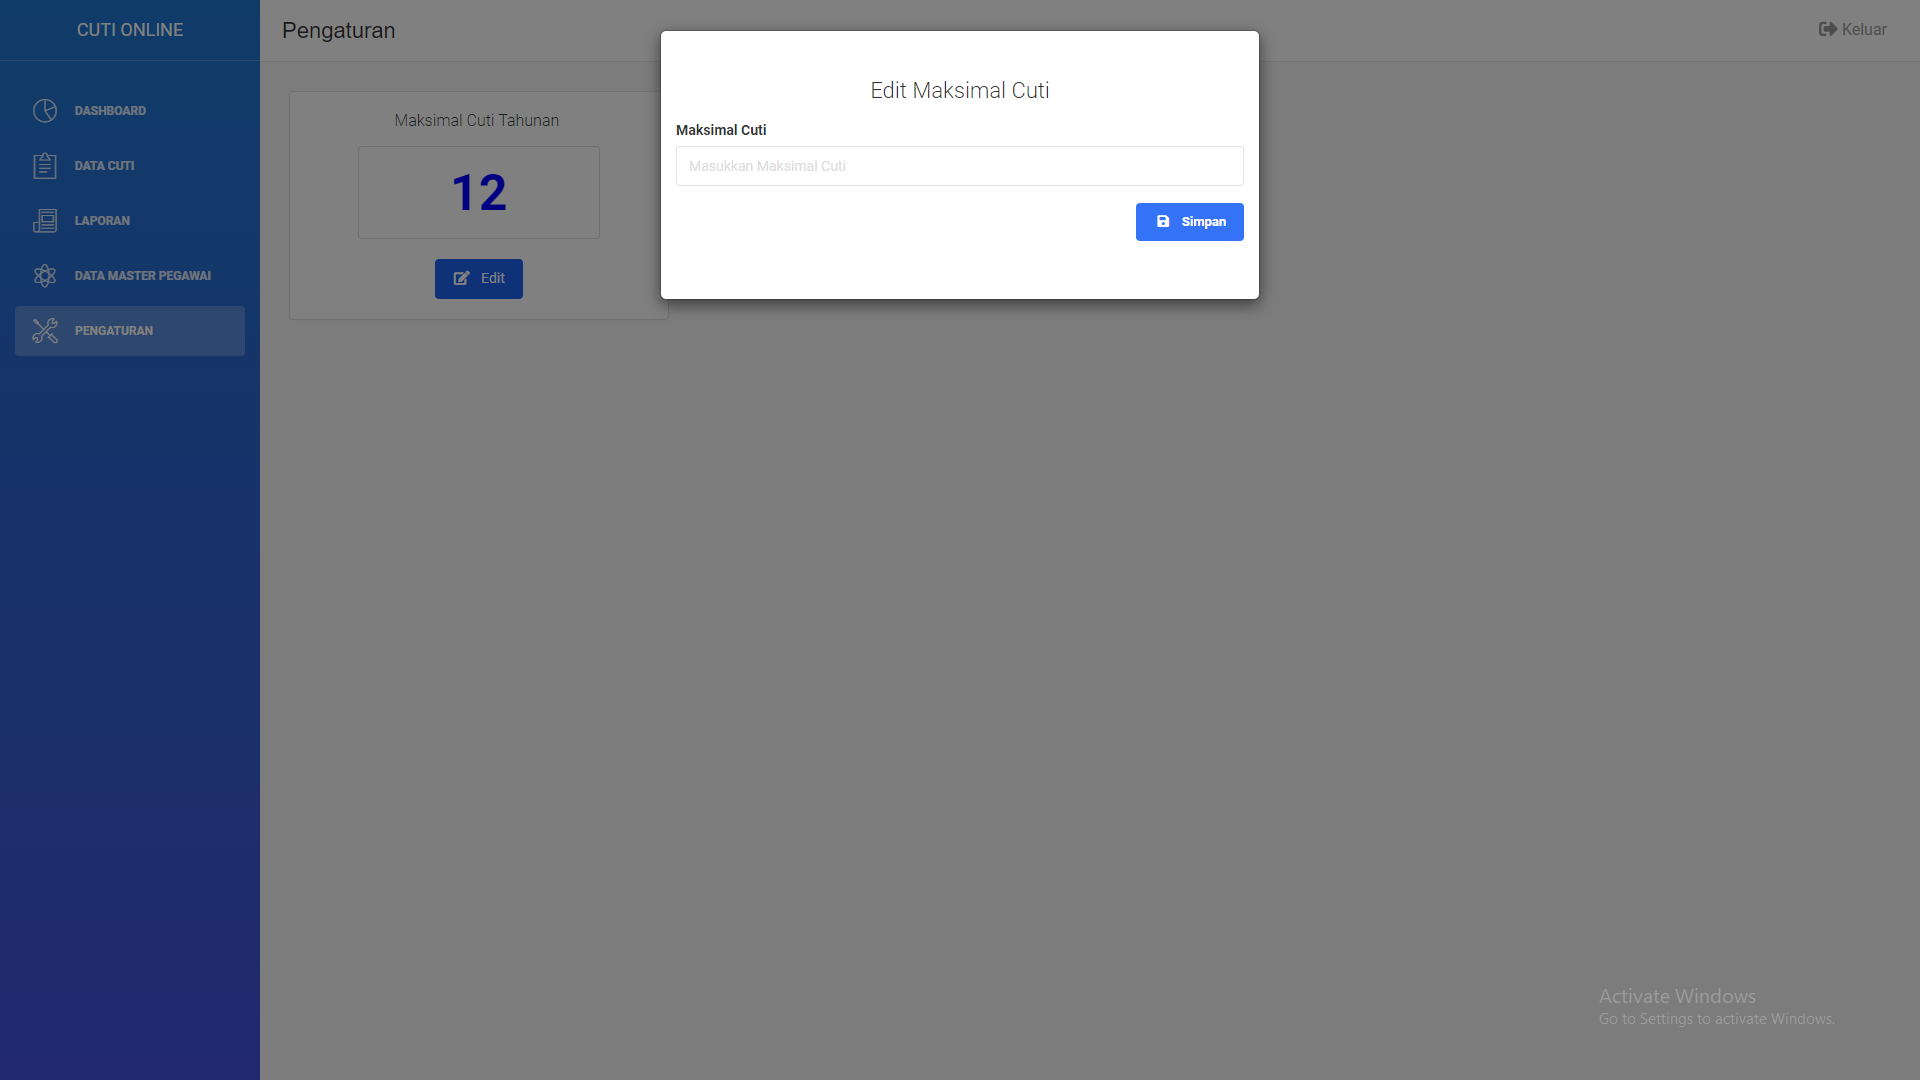 CUTI ONLINE
DASHBOARD
DATA CUTI
LAPORAN
DATA MASTER PEGAWAI
PENGATURAN
Pengaturan
Keluar
Maksimal Cuti Tahunan
12
Edit
Edit Maksimal Cuti
Maksimal Cuti
Masukkan Maksimal Cuti
Simpan
Activate Windows
Go to Settings to activate Windows.